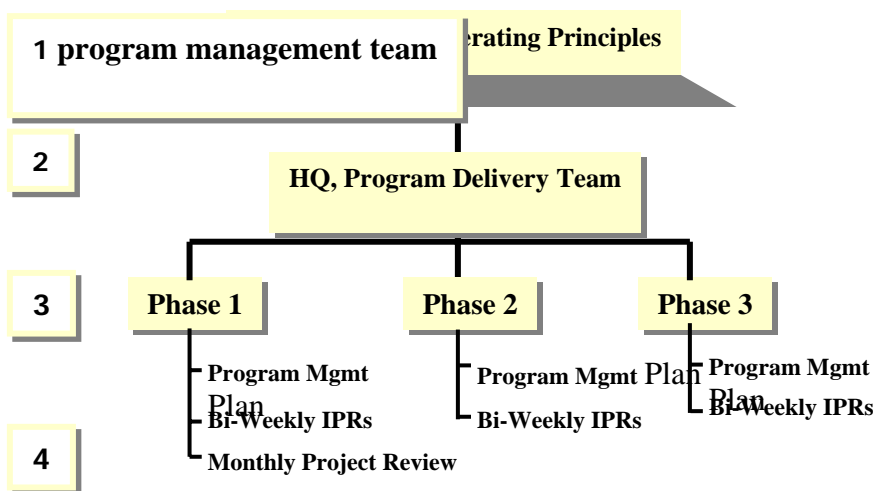 1 program management team
erating Principles
2
HQ, Program Delivery Team
3
Phase 1
Phase 2
Phase 3
Program Mgmt
Plan
Bi-Weekly IPRs
Monthly Project Review
Program Mgmt Plan
Bi-Weekly IPRs
Program Mgmt
Plan
Bi-Weekly IPRs
4